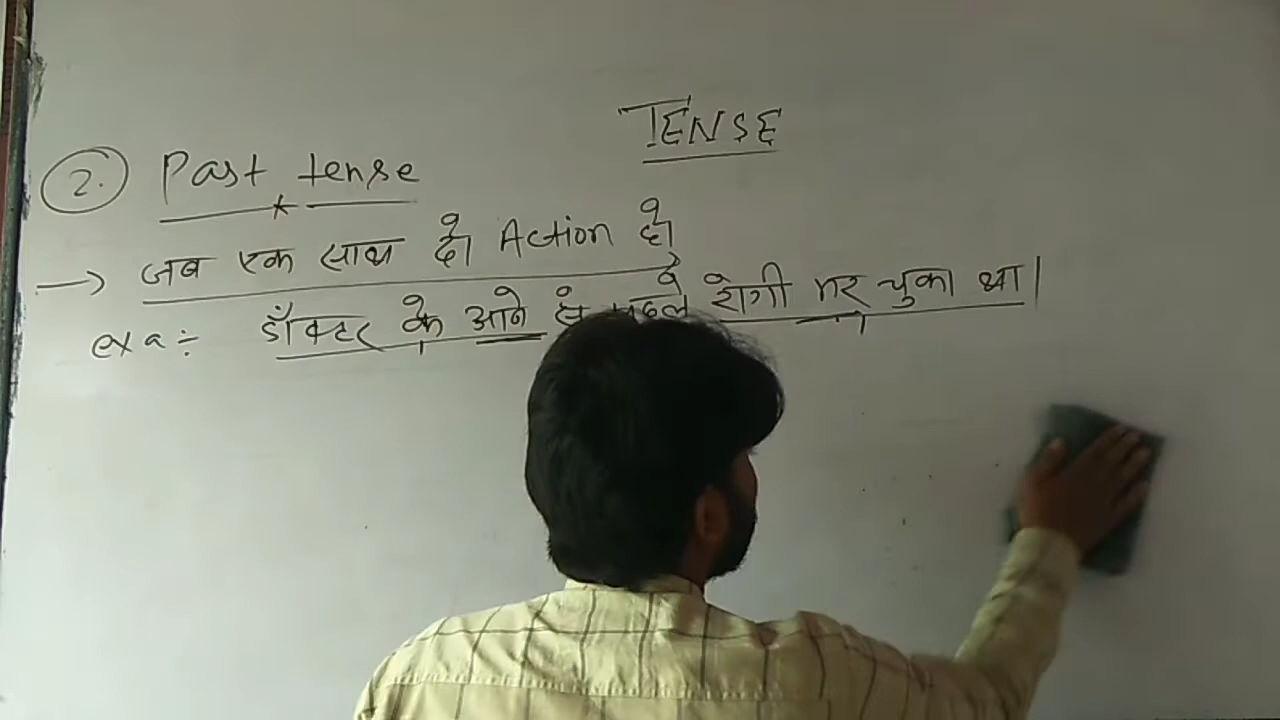 TENSE
2. Past tense
→ जब एक साथ दो Action हो
exa ÷ डॉक्टर के आने से पहले रोगी मर चुका था।